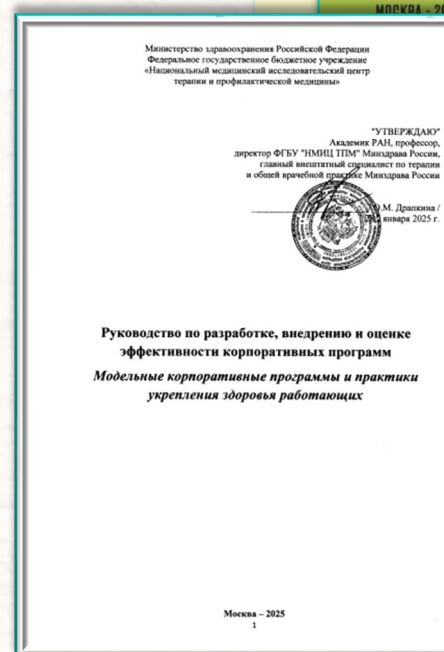 МОСКВА - 20
Министерство здравоохранения Российской Федерации
Федеральное государственное бюджетное учреждение
«Национальный медицинский исследовательский центр
терапии и профилактической медицины»
"УТВЕРЖДАЮ"
Академик РАН, профессор,
директор ФГБУ "НМИЦ ТПМ" Минздрава России,
главный внештатный специалист по терапии
и общей врачебной практике Минздрава России
О.М. Драпкина /
января 2025 г.
Руководство по разработке, внедрению и оценке
эффективности корпоративных программ
Модельные корпоративные программы и практики
укрепления здоровья работающих
Москва – 2025
1